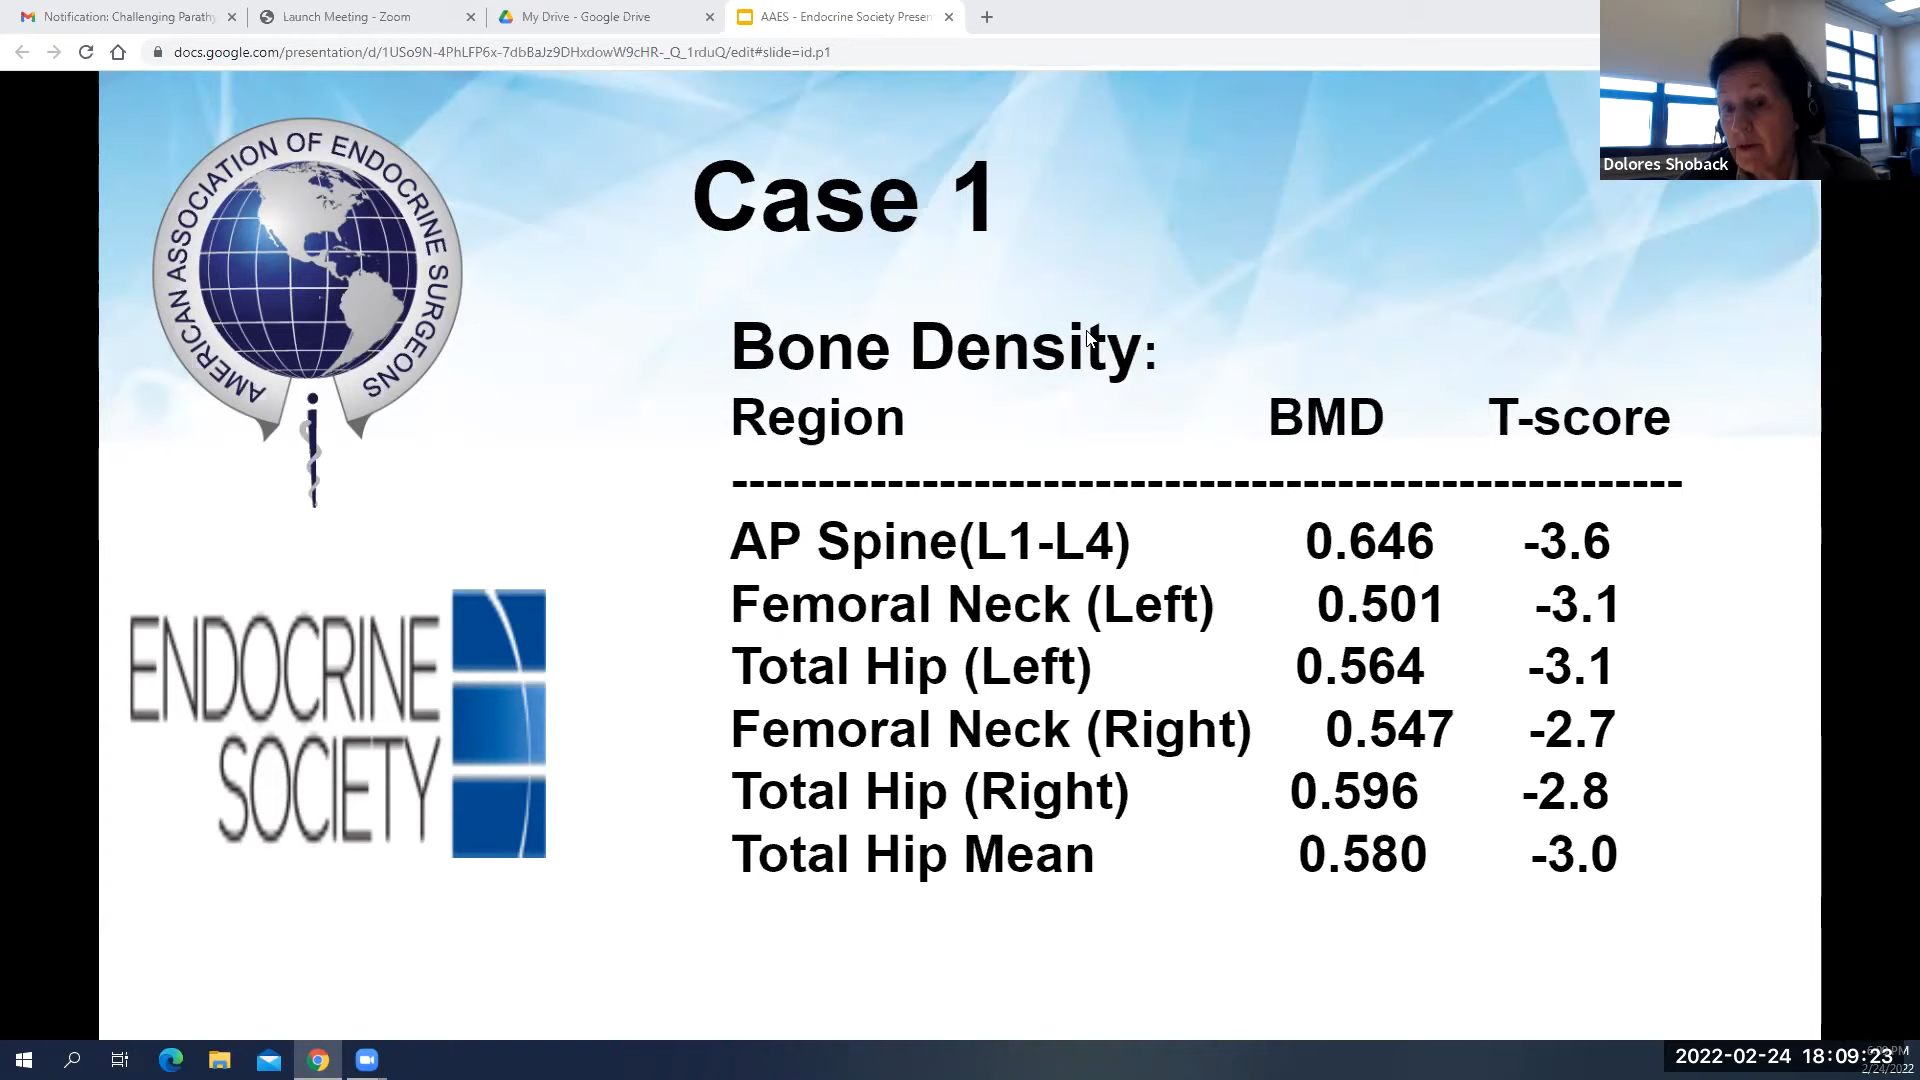 Notification: Challenging Parathy
Launch Meeting - Zoom
My Drive - Google Drive
AAES - Endocrine Society Presen
docs.google.com/presentation/d/1USo9N-4PhLFP6x-7dbBaJz9DHxdowW9cHR-_Q_1rduQ/edit#slide=id.p1
Dolores Shoback
AMERICAN ASSOCIATION OF ENDOCRINE SURGEONS
Case 1
Bone Density:
Region BMD T-score
-------------------------------------------------------
AP Spine(L1-L4) 0.646 -3.6
Femoral Neck (Left) 0.501 -3.1
Total Hip (Left) 0.564 -3.1
Femoral Neck (Right) 0.547 -2.7
Total Hip (Right) 0.596 -2.8
Total Hip Mean 0.580 -3.0
ENDOCRINE
SOCIETY
2022-02-24 18:09:23
2/24/2022